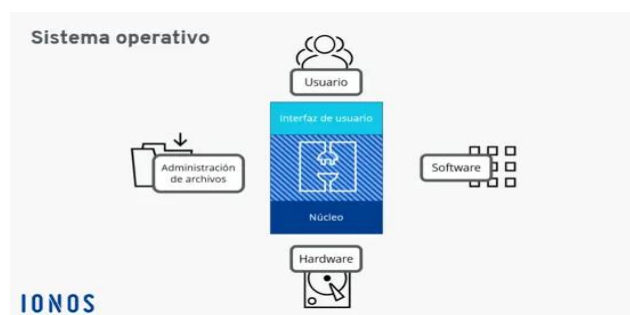 Sistema operativo
Usuario
Interfaz de usuario
Administración
de archivos
Software
Núcleo
Hardware
IONOS